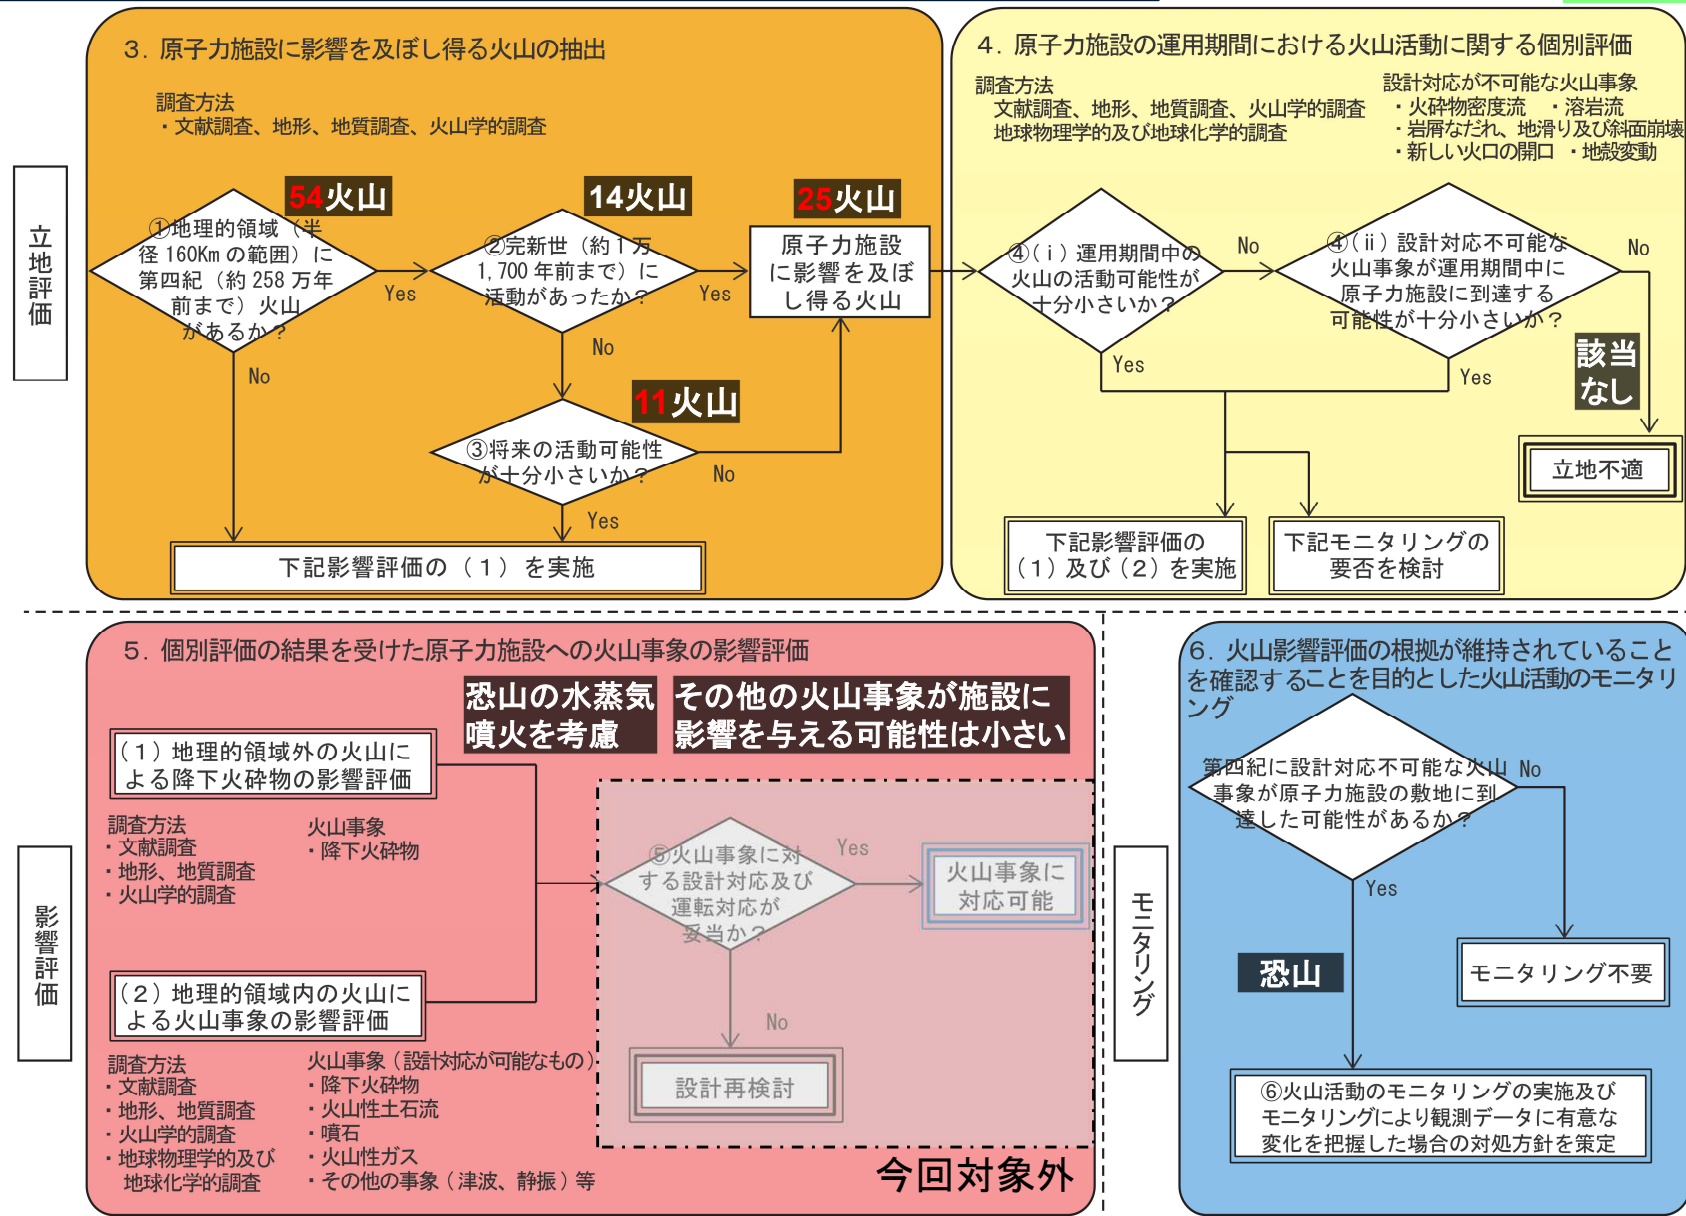 3. 原子力施設に影響を及ぼし得る火山の抽出
調査方法
・文献調査、地形、地質調査、火山学的調査
立地評価
54火山
14火山
25火山
①地理的領域（半
径160Kmの範囲）に
第四紀（約258万年
前まで）火山
があるか？
Yes
No
②完新世（約１万
1,700年前まで）に
活動があったか？
Yes
No
原子力施設
に影響を及ぼ
し得る火山
11火山
③将来の活動可能性
が十分小さいか？
No
Yes
下記影響評価の（１）を実施
4. 原子力施設の運用期間における火山活動に関する個別評価
調査方法
文献調査、地形、地質調査、火山学的調査
地球物理学的及び地球化学的調査
設計対応が不可能な火山事象
・火砕物密度流　・溶岩流
・岩屑なだれ、地滑り及び斜面崩壊
・新しい火口の開口　・地殻変動
④(ⅰ) 運用期間中の
火山の活動可能性が
十分小さいか？
No
Yes
④(ⅱ) 設計対応不可能な
火山事象が運用期間中に
原子力施設に到達する
可能性が十分小さいか？
No
Yes
該当
なし
立地不適
下記影響評価の
（１）及び（２）を実施
下記モニタリングの
要否を検討
5. 個別評価の結果を受けた原子力施設への火山事象の影響評価
恐山の水蒸気
噴火を考慮
その他の火山事象が施設に
影響を与える可能性は小さい
影響評価
（１）地理的領域外の火山に
よる降下火砕物の影響評価
調査方法
・文献調査
・地形、地質調査
・火山学的調査
火山事象
・降下火砕物
⑤火山事象に対
する設計対応及び
運転対応が
妥当か？
Yes
No
火山事象に
対応可能
設計再検討
（２）地理的領域内の火山に
よる火山事象の影響評価
調査方法
・文献調査
・地形、地質調査
・火山学的調査
・地球物理学的及び
地球化学的調査
火山事象（設計対応が可能なもの）
・降下火砕物
・火山性土石流
・噴石
・火山性ガス
・その他の事象（津波、静振）等
今回対象外
モニタリング
6. 火山影響評価の根拠が維持されていること
を確認することを目的とした火山活動のモニタリ
ング
第四紀に設計対応不可能な火山
事象が原子力施設の敷地に到
達した可能性があるか？
No
Yes
恐山
モニタリング不要
⑥火山活動のモニタリングの実施及び
モニタリングにより観測データに有意な
変化を把握した場合の対処方針を策定